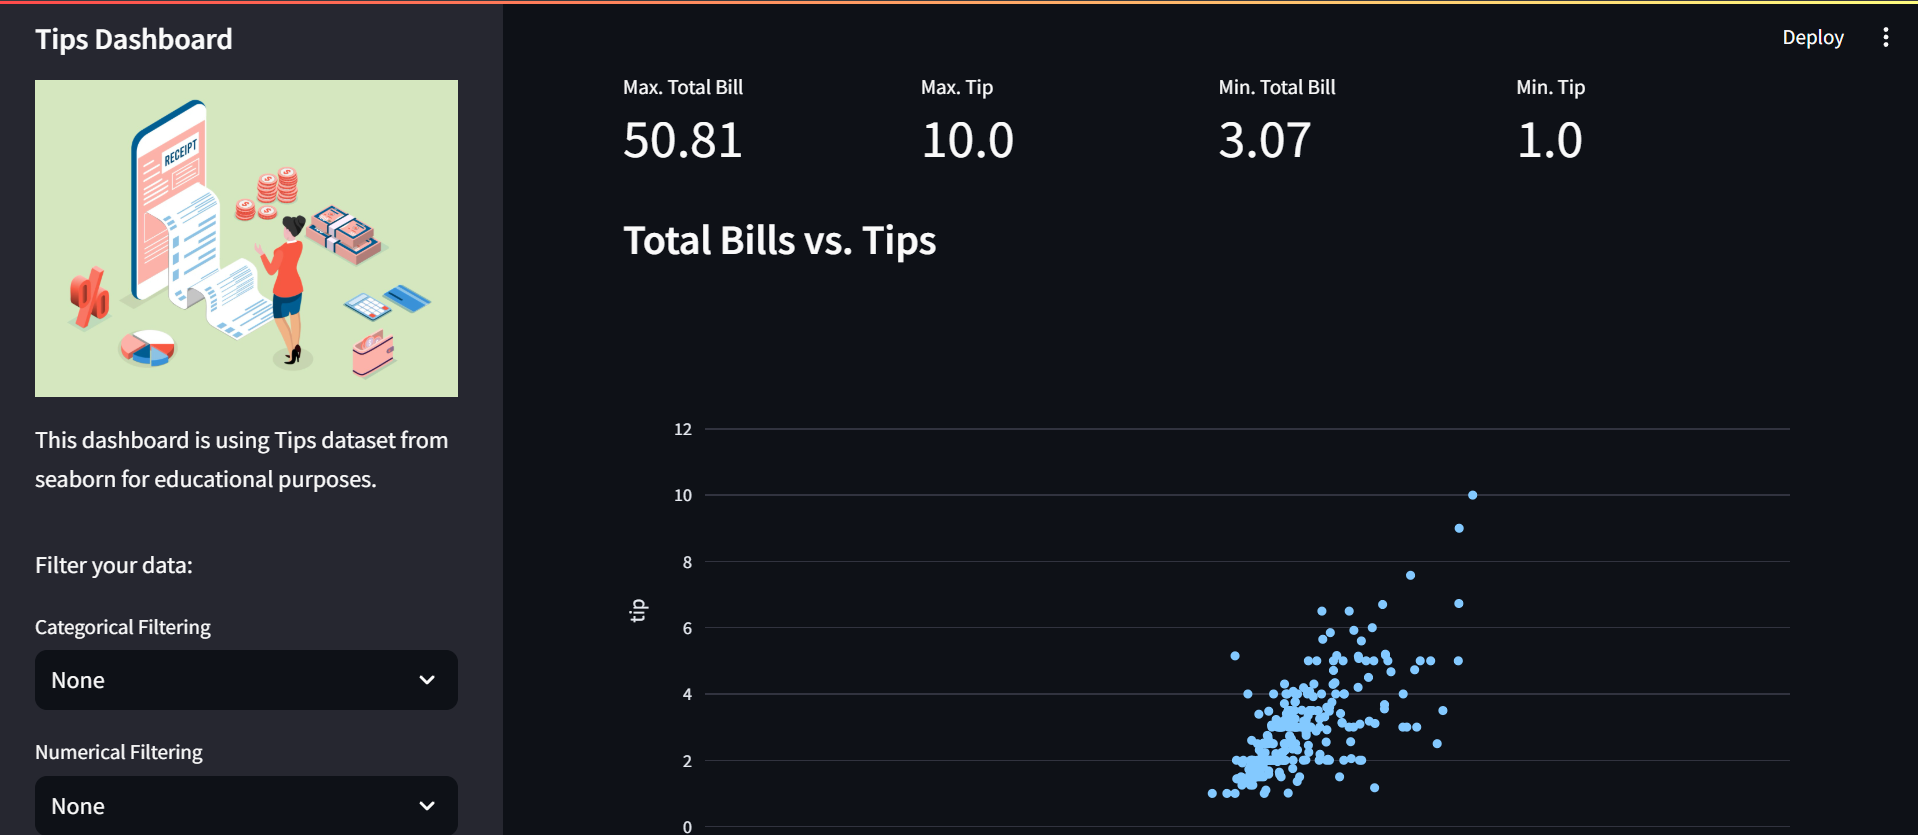 Tips Dashboard
RECEIPT
This dashboard is using Tips dataset from
seaborn for educational purposes.
Filter your data:
Categorical Filtering
None
Numerical Filtering
None
Deploy
Max. Total Bill
50.81
Max. Tip
10.0
Min. Total Bill
3.07
Min. Tip
1.0
Total Bills vs. Tips
12
10
8
6
4
2
0
tip